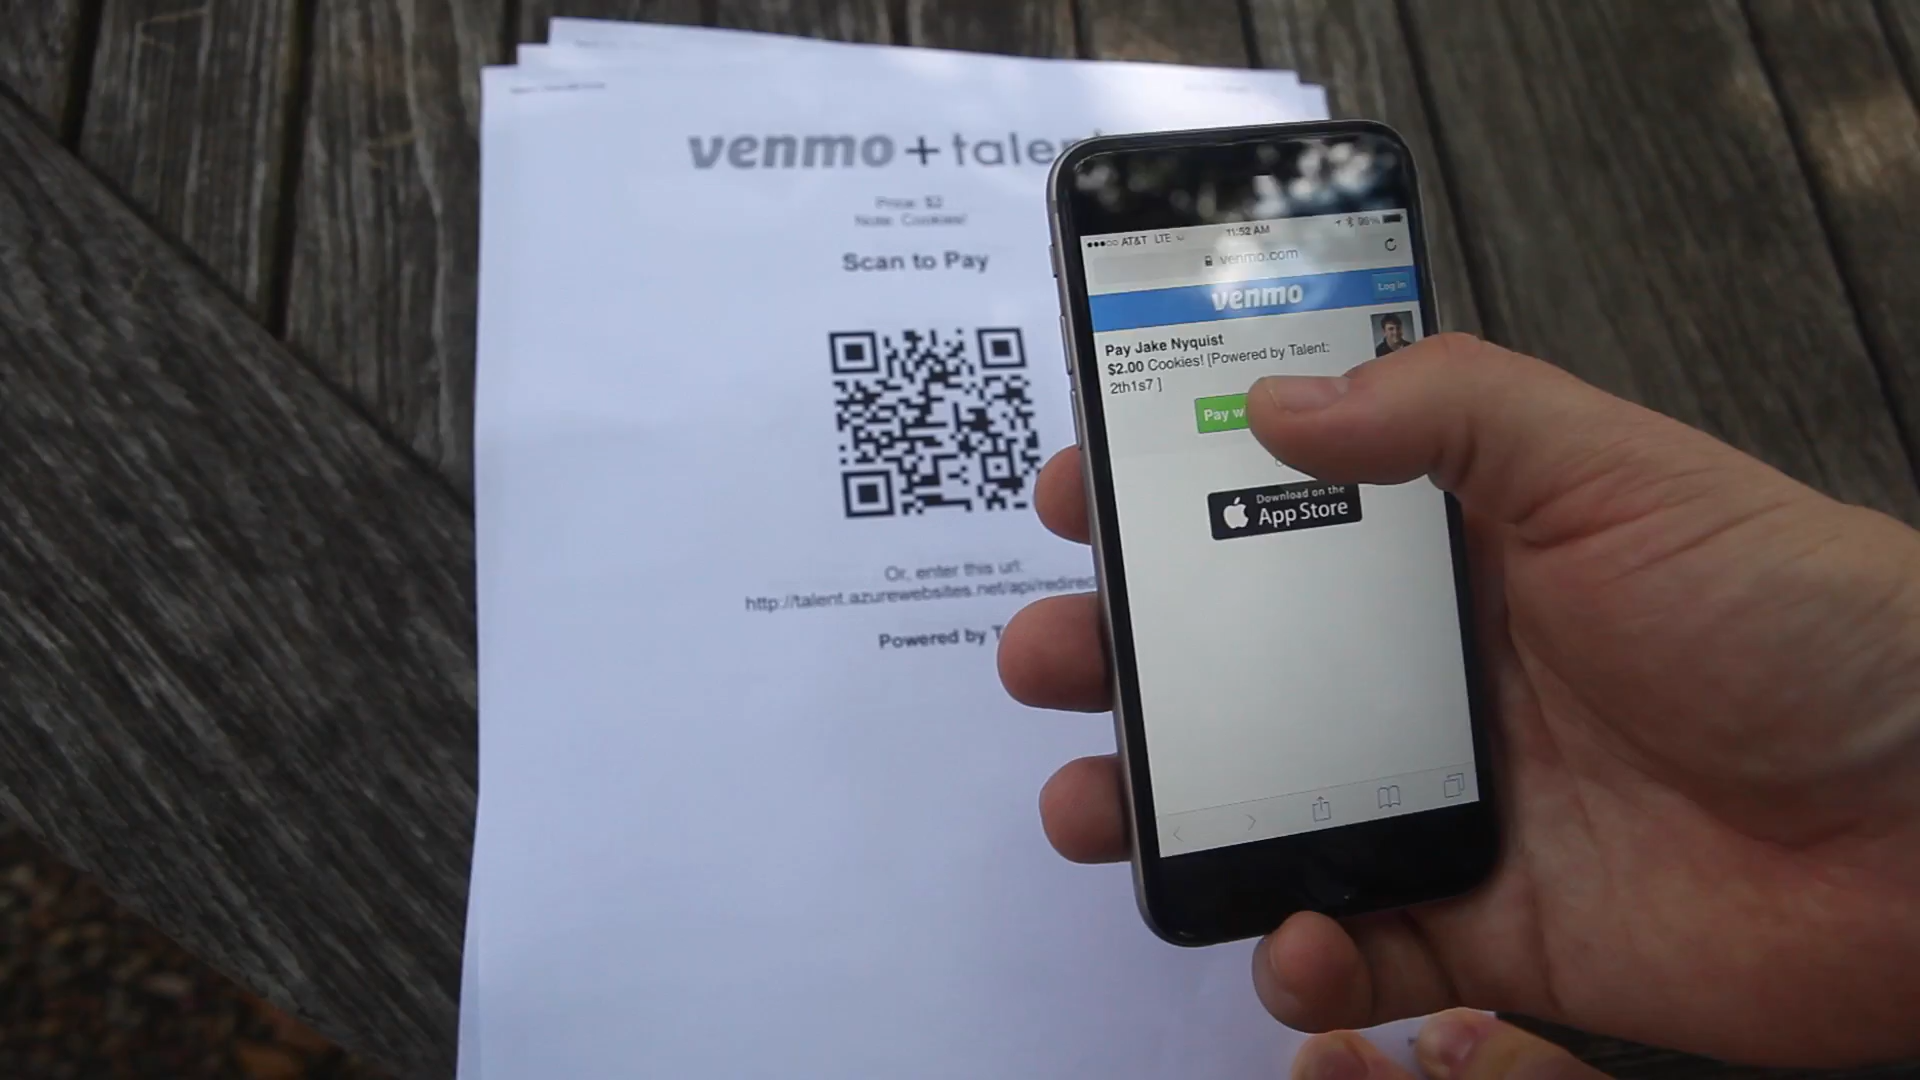 venmo + talen
Price: $2
Note: Cookies!
Scan to Pay
Or, enter this url:
http://talent.azurewebsites.net/api/redirec
Powered by T
AT&T LTE
11:52 AM
venmo.com
venmo
Log in
Pay Jake Nyquist
$2.00 Cookies! [Powered by Talent:
2th1s7 ]
Pay w
Download on the
App Store